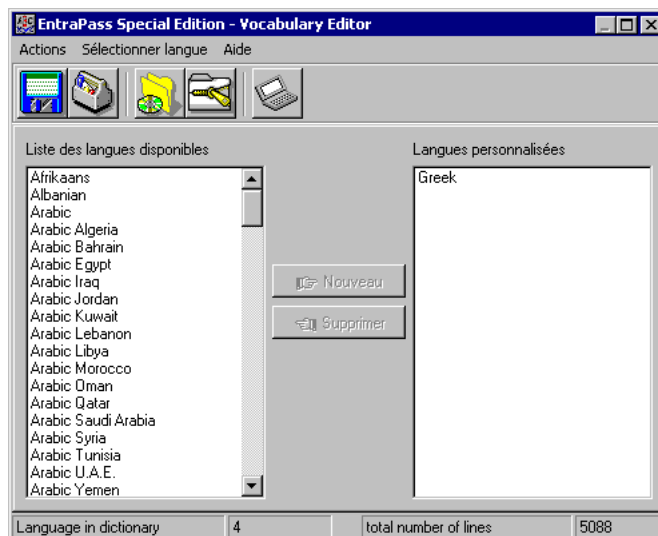 EntraPass Special Edition - Vocabulary Editor
Actions Sélectionner langue Aide
Liste des langues disponibles
Langues personnalisées
Afrikaans
Albanian
Arabic
Arabic Algeria
Arabic Bahrain
Arabic Egypt
Arabic Iraq
Arabic Jordan
Arabic Kuwait
Arabic Lebanon
Arabic Libya
Arabic Morocco
Arabic Oman
Arabic Qatar
Arabic Saudi Arabia
Arabic Syria
Arabic Tunisia
Arabic U.A.E.
Arabic Yemen
Nouveau
Supprimer
Greek
Language in dictionary 4 total number of lines 5088